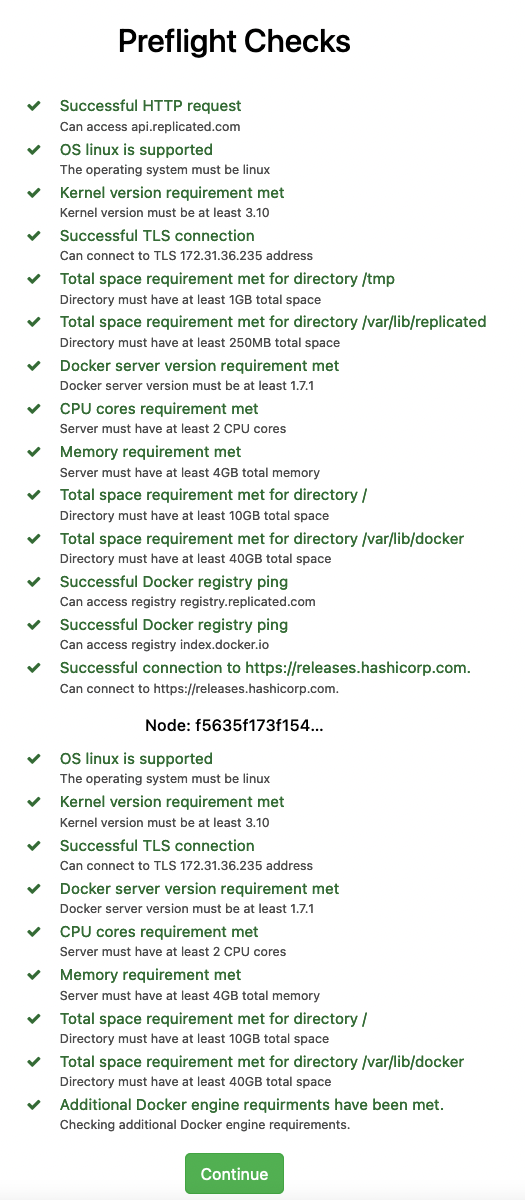 Preflight Checks
Successful HTTP request
Can access api.replicated.com
OS linux is supported
The operating system must be linux
Kernel version requirement met
Kernel version must be at least 3.10
Successful TLS connection
Can connect to TLS 172.31.36.235 address
Total space requirement met for directory /tmp
Directory must have at least 1GB total space
Total space requirement met for directory /var/lib/replicated
Directory must have at least 250MB total space
Docker server version requirement met
Docker server version must be at least 1.7.1
CPU cores requirement met
Server must have at least 2 CPU cores
Memory requirement met
Server must have at least 4GB total memory
Total space requirement met for directory /
Directory must have at least 10GB total space
Total space requirement met for directory /var/lib/docker
Directory must have at least 40GB total space
Successful Docker registry ping
Can access registry registry.replicated.com
Successful Docker registry ping
Can access registry index.docker.io
Successful connection to https://releases.hashicorp.com.
Can connect to https://releases.hashicorp.com.
Node: f5635f173f154...
OS linux is supported
The operating system must be linux
Kernel version requirement met
Kernel version must be at least 3.10
Successful TLS connection
Can connect to TLS 172.31.36.235 address
Docker server version requirement met
Docker server version must be at least 1.7.1
CPU cores requirement met
Server must have at least 2 CPU cores
Memory requirement met
Server must have at least 4GB total memory
Total space requirement met for directory /
Directory must have at least 10GB total space
Total space requirement met for directory /var/lib/docker
Directory must have at least 40GB total space
Additional Docker engine requirments have been met.
Checking additional Docker engine requirements.
Continue